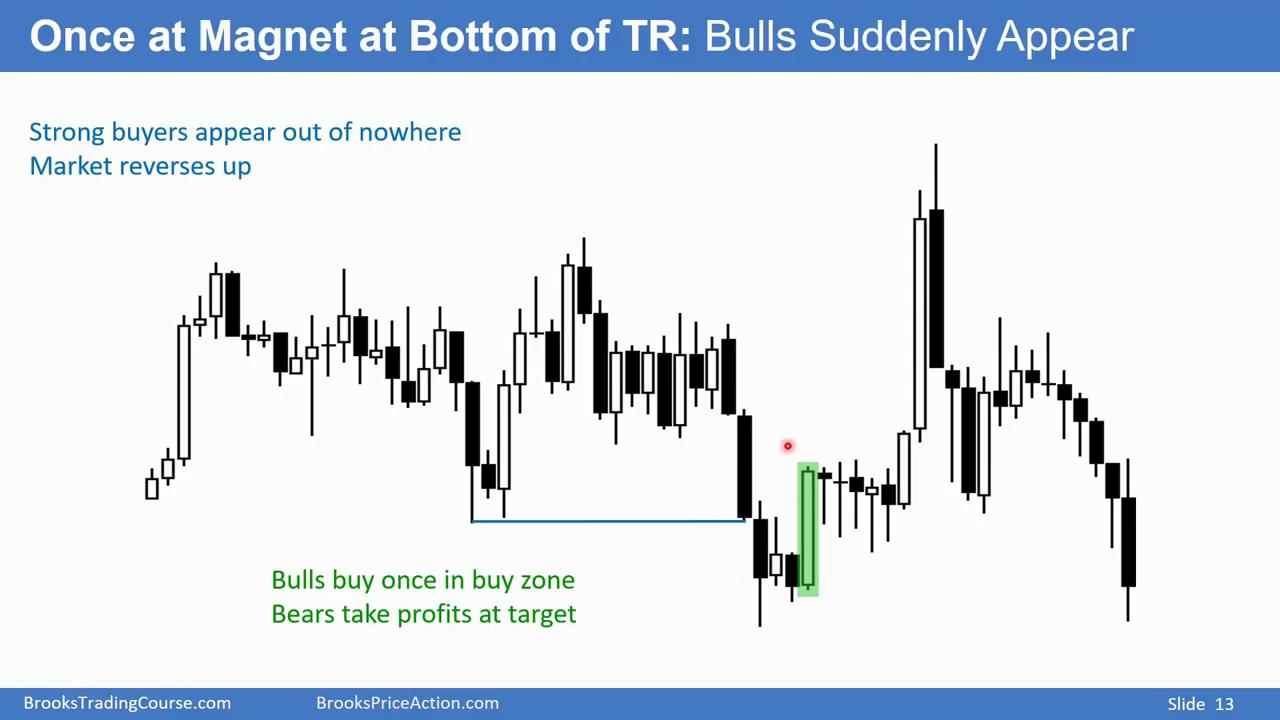 Once at Magnet at Bottom of TR: Bulls Suddenly Appear
Strong buyers appear out of nowhere
Market reverses up
Bulls buy once in buy zone
Bears take profits at target
BrooksTradingCourse.com
BrooksPriceAction.com
Slide 13